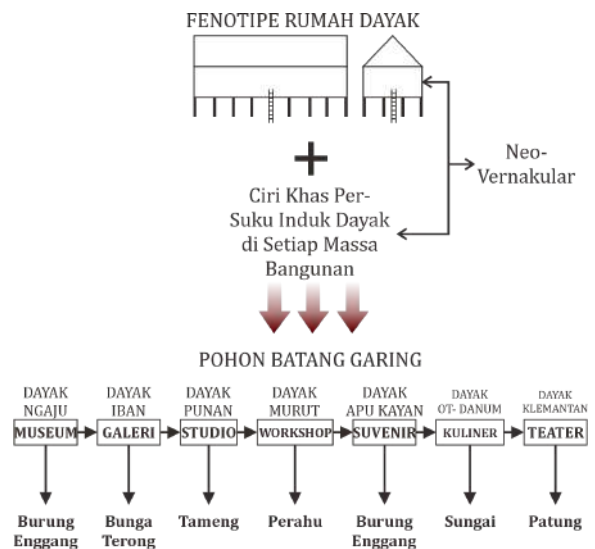 FENOTIPE RUMAH DAYAK
Neo-
Vernakular
Ciri Khas Per-
Suku Induk Dayak
di Setiap Massa
Bangunan
POHON BATANG GARING
DAYAK
NGAJU
DAYAK
IBAN
DAYAK
PUNAN
DAYAK
MURUT
DAYAK
APU KAYAN
DAYAK
OT- DANUM
DAYAK
KLEMANTAN
MUSEUM
GALERI
STUDIO
WORKSHOP
SUVENIR
KULINER
TEATER
Burung
Enggang
Bunga
Terong
Tameng
Perahu
Burung
Enggang
Sungai
Patung